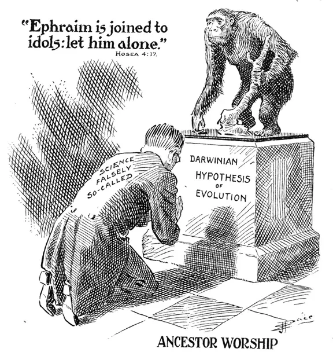 "Ephraim is joined to
idols: let him alone."
HOSEA 4:17.
SCIENCE
FALSELY
SO-CALLED
DARWINIAN
HYPOTHESIS
OF
EVOLUTION
ANCESTOR WORSHIP